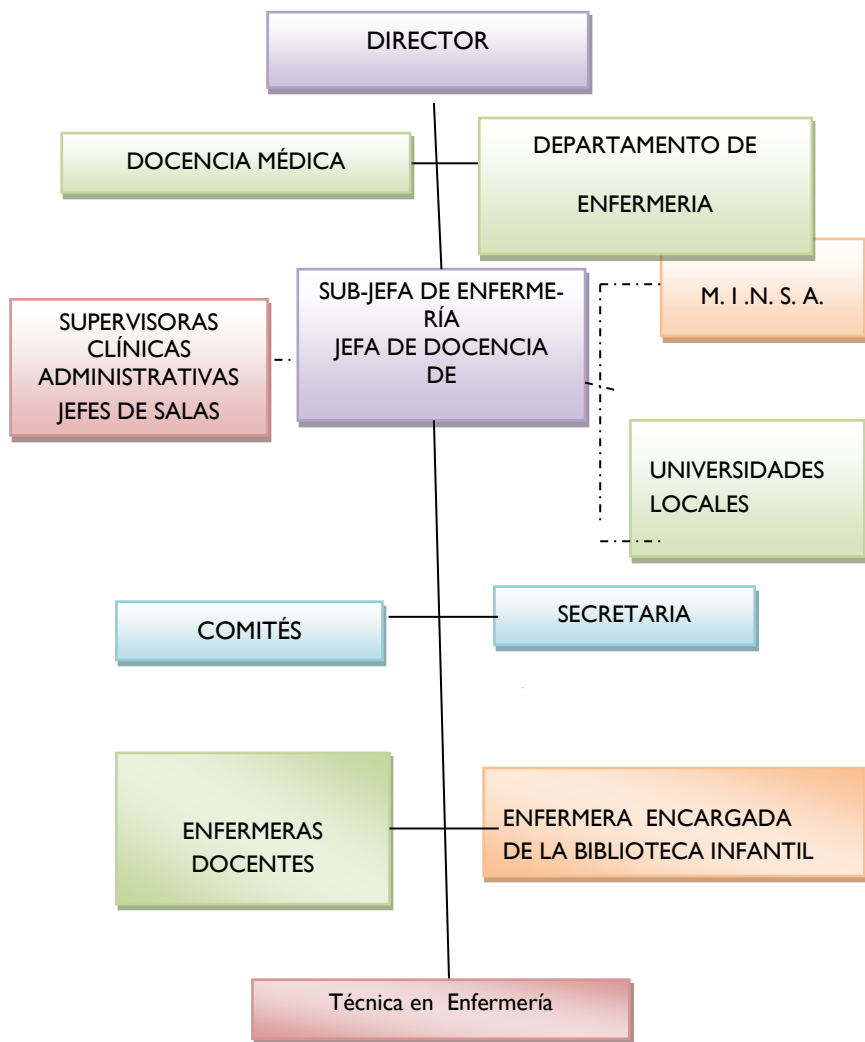 DIRECTOR
DOCENCIA MÉDICA
DEPARTAMENTO DE
ENFERMERIA
M. I .N. S. A.
SUB-JEFA DE ENFERME-
RÍA
JEFA DE DOCENCIA
DE
SUPERVISORAS
CLÍNICAS
ADMINISTRATIVAS
JEFES DE SALAS
UNIVERSIDADES
LOCALES
COMITÉS
SECRETARIA
ENFERMERAS
DOCENTES
ENFERMERA ENCARGADA
DE LA BIBLIOTECA INFANTIL
Técnica en Enfermería